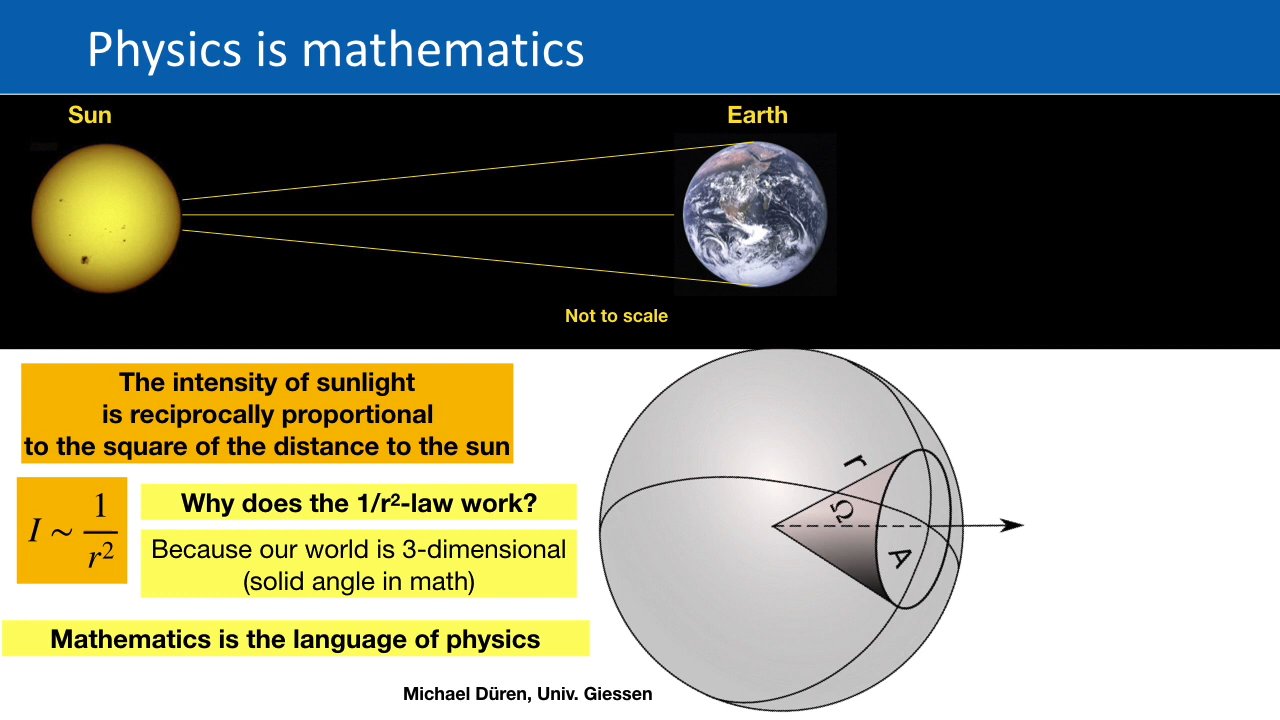 Physics is mathematics
Sun
Earth
Not to scale
The intensity of sunlight
is reciprocally proportional
to the square of the distance to the sun
I ~ 1/r²
Why does the 1/r²-law work?
Because our world is 3-dimensional
(solid angle in math)
Mathematics is the language of physics
r
Ω
A
Michael Düren, Univ. Giessen